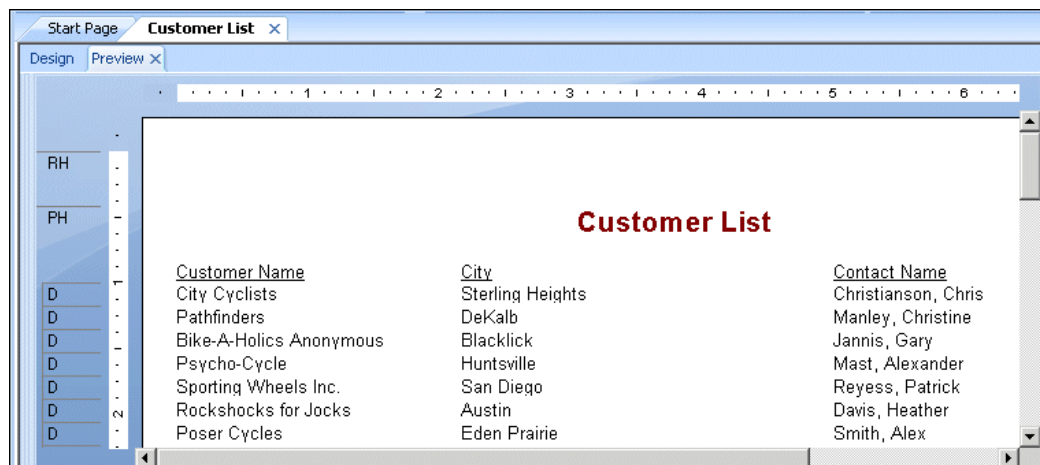 Start Page Customer List ×
Design Preview ×
1 2 3 4 5 6
RH
PH Customer List
1
Customer Name City Contact Name
D City Cyclists Sterling Heights Christianson, Chris
D Pathfinders DeKalb Manley, Christine
D Bike-A-Holics Anonymous Blacklick Jannis, Gary
D Psycho-Cycle Huntsville Mast, Alexander
D Sporting Wheels Inc. San Diego Reyess, Patrick
D 2 Rockshocks for Jocks Austin Davis, Heather
D Poser Cycles Eden Prairie Smith, Alex